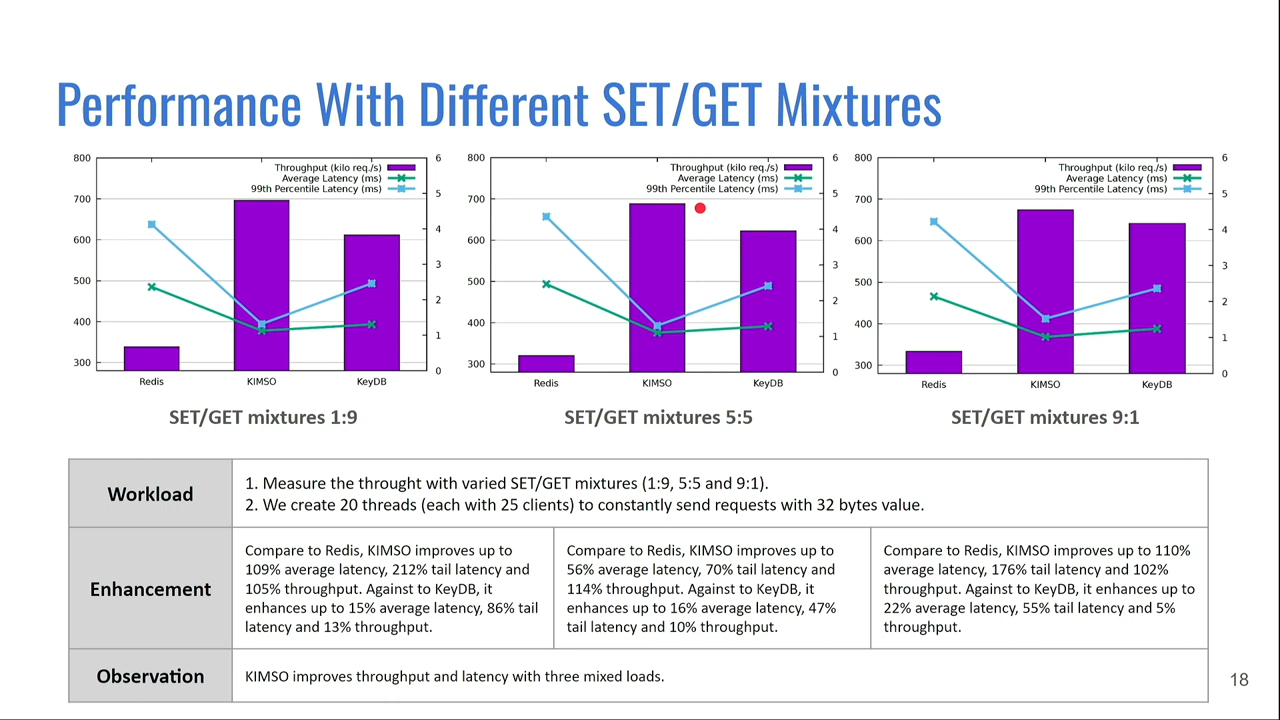 Performance With Different SET/GET Mixtures
800
700
600
500
400
300
Throughput (kilo req./s)
Average Latency (ms)
99th Percentile Latency (ms)
6
5
4
3
2
1
0
Redis KIMSO KeyDB
SET/GET mixtures 1:9
800
700
600
500
400
300
Throughput (kilo req./s)
Average Latency (ms)
99th Percentile Latency (ms)
6
5
4
3
2
1
0
Redis KIMSO KeyDB
SET/GET mixtures 5:5
800
700
600
500
400
300
Throughput (kilo req./s)
Average Latency (ms)
99th Percentile Latency (ms)
6
5
4
3
2
1
0
Redis KIMSO KeyDB
SET/GET mixtures 9:1
Workload
1. Measure the throught with varied SET/GET mixtures (1:9, 5:5 and 9:1).
2. We create 20 threads (each with 25 clients) to constantly send requests with 32 bytes value.
Enhancement
Compare to Redis, KIMSO improves up to
109% average latency, 212% tail latency and
105% throughput. Against to KeyDB, it
enhances up to 15% average latency, 86% tail
latency and 13% throughput.
Compare to Redis, KIMSO improves up to
56% average latency, 70% tail latency and
114% throughput. Against to KeyDB, it
enhances up to 16% average latency, 47%
tail latency and 10% throughput.
Compare to Redis, KIMSO improves up to 110%
average latency, 176% tail latency and 102%
throughput. Against to KeyDB, it enhances up to
22% average latency, 55% tail latency and 5%
throughput.
Observation
KIMSO improves throughput and latency with three mixed loads.
18